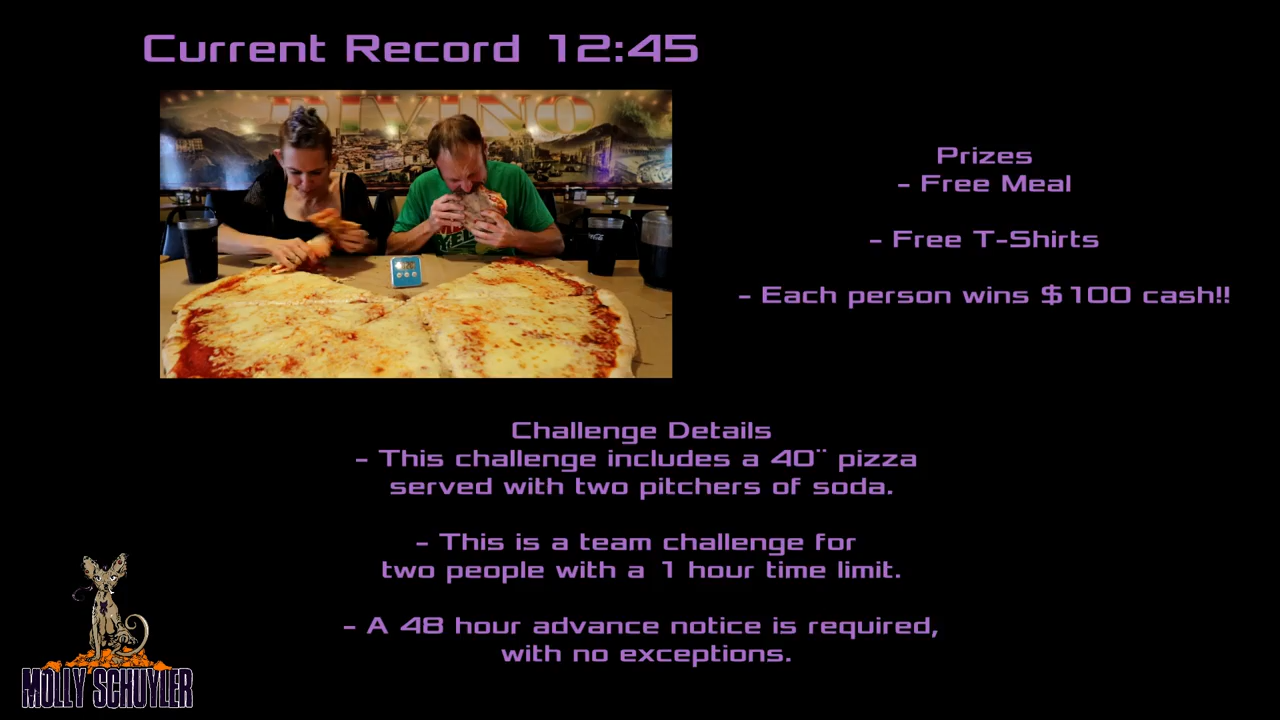 Current Record 12:45
DIVINO
Prizes
- Free Meal
- Free T-Shirts
- Each person wins $100 cash!!
Challenge Details
- This challenge includes a 40¨ pizza
served with two pitchers of soda.
- This is a team challenge for
two people with a 1 hour time limit.
- A 48 hour advance notice is required,
with no exceptions.
MOLLY SCHUYLER